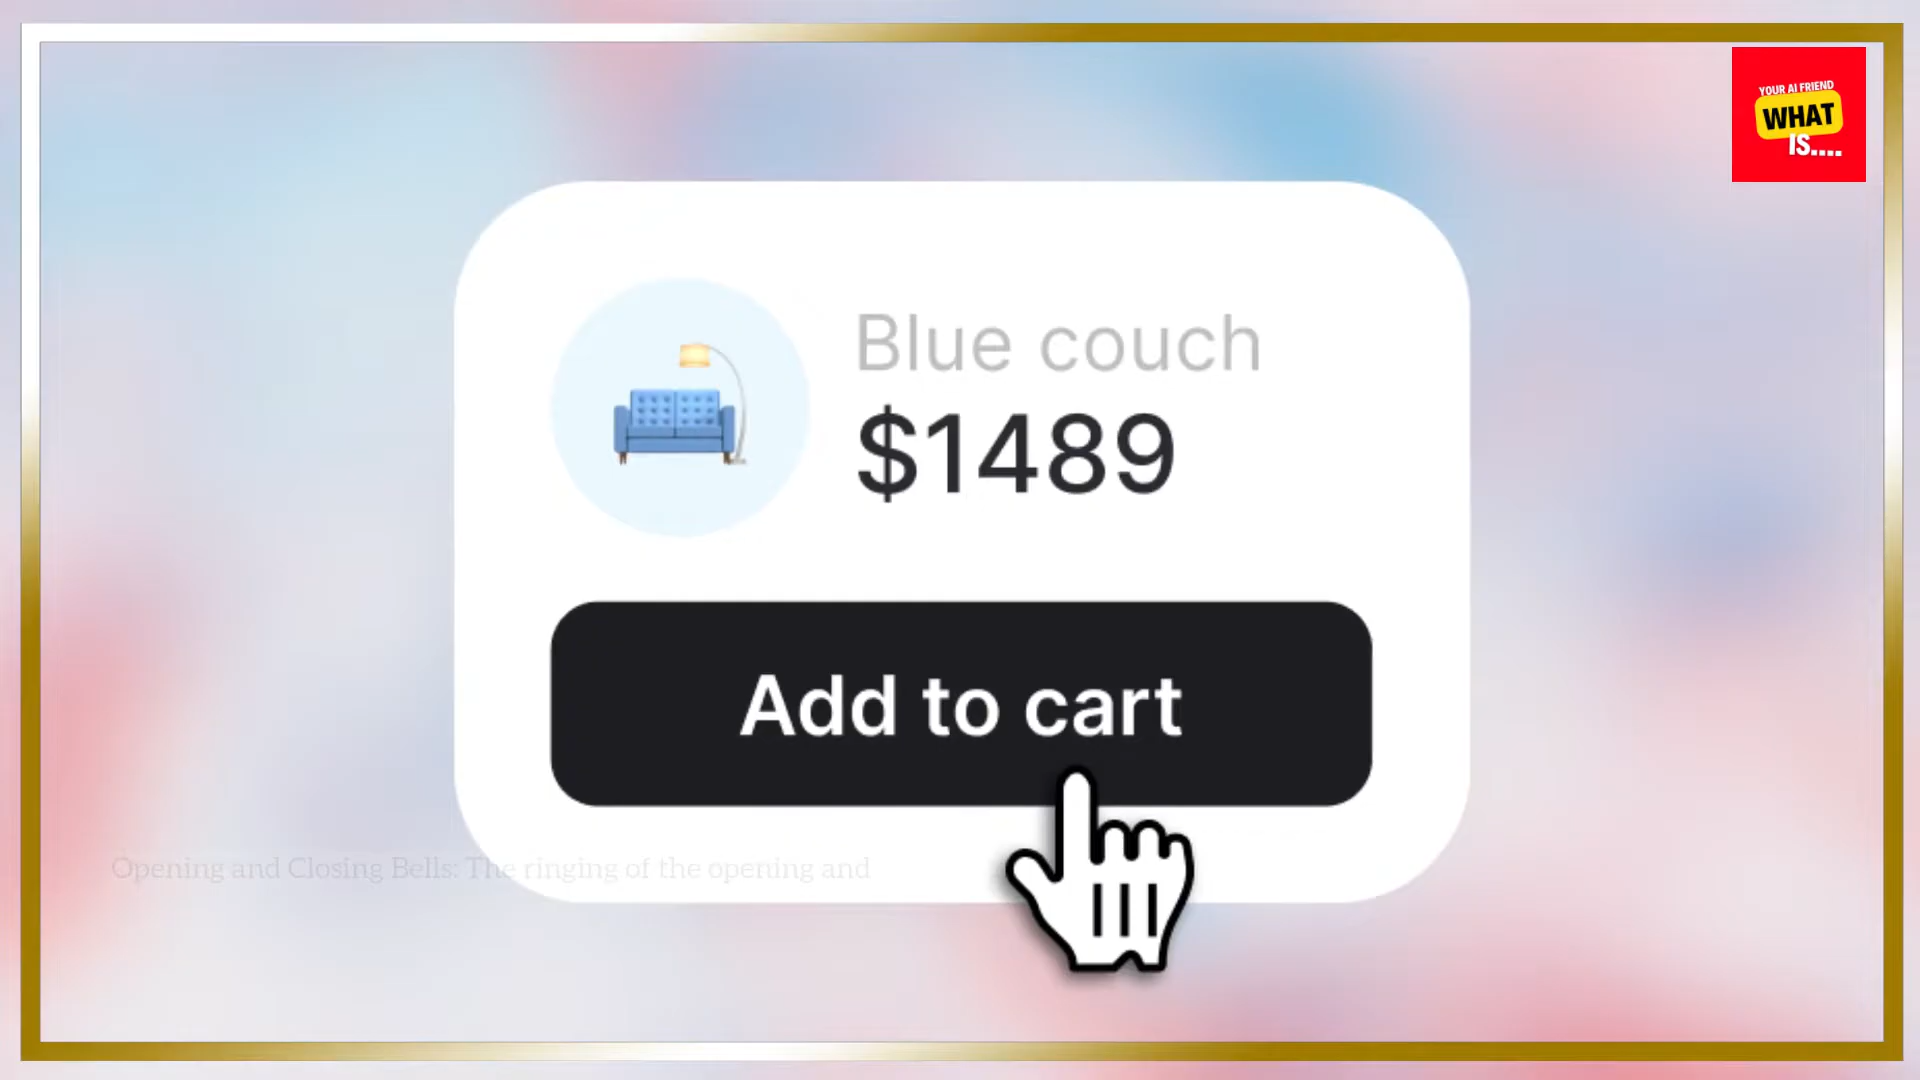 YOUR AI FRIEND
WHAT
IS....
Blue couch
$1489
Add to cart
Opening and Closing Bells: The ringing of the opening and